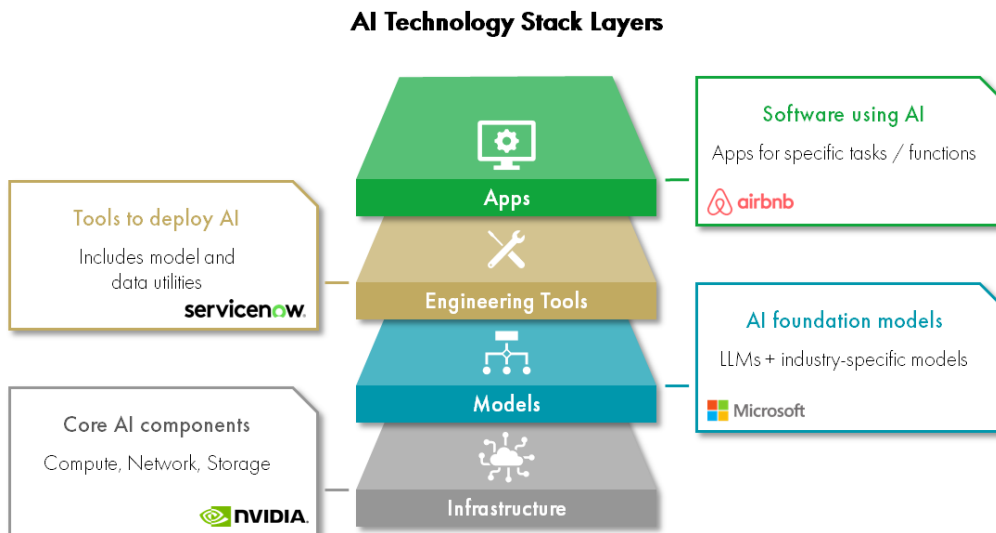 AI Technology Stack Layers
Software using AI
Apps for specific tasks / functions
airbnb
Apps
Tools to deploy AI
Includes model and
data utilities
servicenow.
Engineering Tools
AI foundation models
LLMs + industry-specific models
Microsoft
Models
Core AI components
Compute, Network, Storage
NVIDIA.
Infrastructure